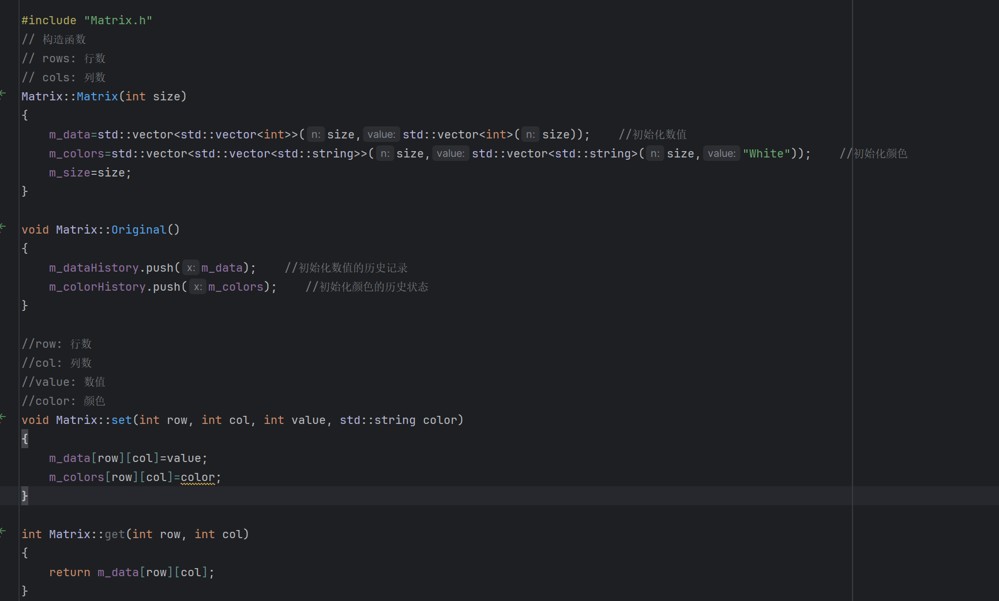 #include "Matrix.h"
// 构造函数
// rows: 行数
// cols: 列数
Matrix::Matrix(int size)
{
    m_data=std::vector<std::vector<int>>( n: size, value: std::vector<int>( n: size));    //初始化数值
    m_colors=std::vector<std::vector<std::string>>( n: size, value: std::vector<std::string>( n: size, value: "White"));    //初始化颜色
    m_size=size;
}
void Matrix::Original()
{
    m_dataHistory.push( x: m_data);    //初始化数值的历史记录
    m_colorHistory.push( x: m_colors);    //初始化颜色的历史状态
}
//row: 行数
//col: 列数
//value: 数值
//color: 颜色
void Matrix::set(int row, int col, int value, std::string color)
{
    m_data[row][col]=value;
    m_colors[row][col]=color;
}
int Matrix::get(int row, int col)
{
    return m_data[row][col];
}